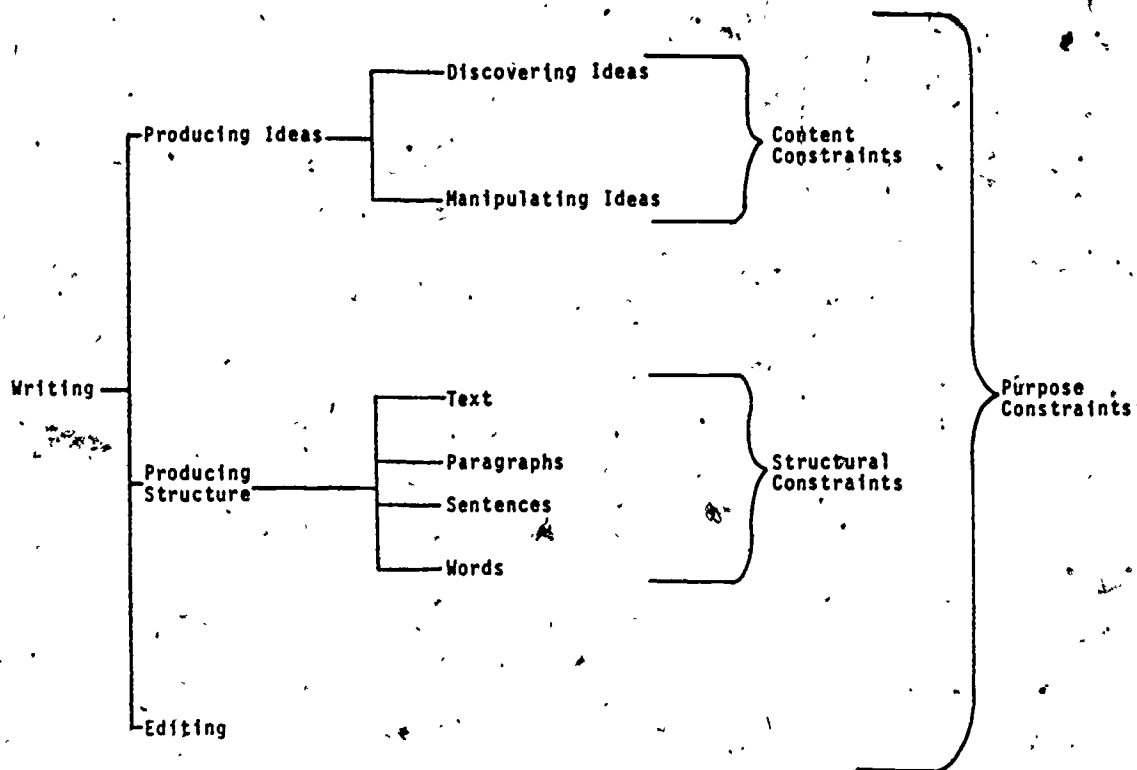 Discovering Ideas
Producing Ideas
Content
Constraints
Manipulating Ideas
Writing
Text
Purpose
Constraints
Paragraphs
Structural
Constraints
Producing
Structure
Sentences
Words
Editing